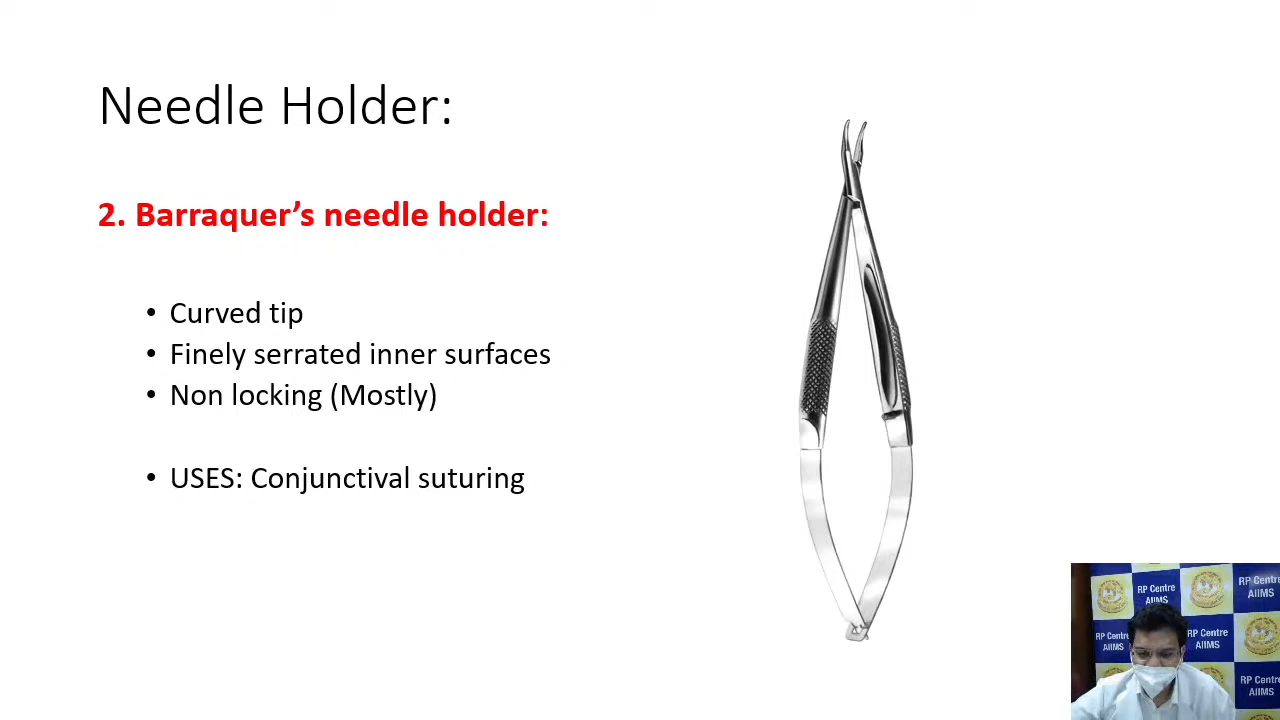 Needle Holder:
2. Barraquer’s needle holder:
• Curved tip
• Finely serrated inner surfaces
• Non locking (Mostly)
• USES: Conjunctival suturing
RP Centre
AIIMS
RP Centre
AIIMS
RP Centre
AIIMS
RP Centre
AIIMS
RP Centre
AIIMS